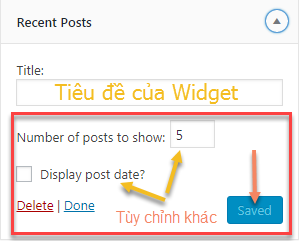 Recent Posts
Title:
Tiêu đề của Widget
Number of posts to show: 5
Display post date?
Delete | Done
Tùy chỉnh khác
Saved